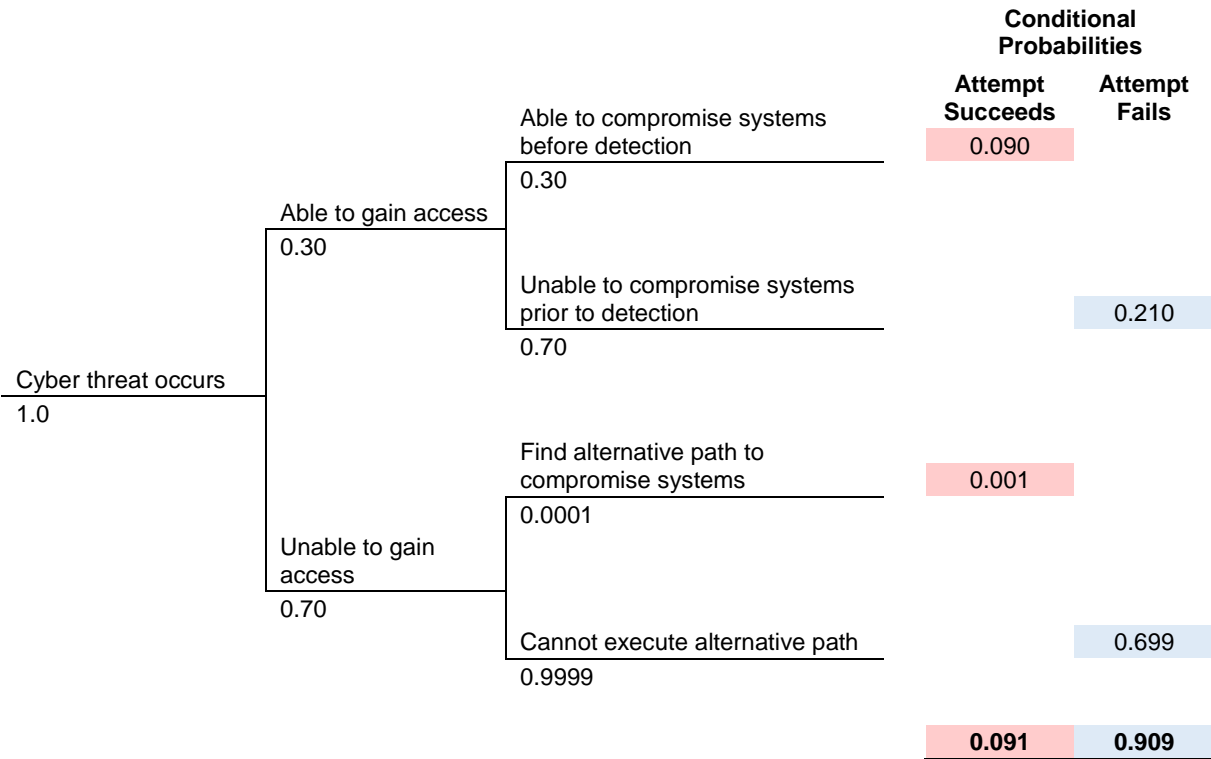 Conditional
Probabilities
Attempt
Succeeds
Attempt
Fails
Able to compromise systems
before detection
0.090
0.30
Able to gain access
0.30
Unable to compromise systems
prior to detection
0.210
0.70
Cyber threat occurs
1.0
Find alternative path to
compromise systems
0.001
0.0001
Unable to gain
access
0.70
Cannot execute alternative path
0.699
0.9999
0.091
0.909